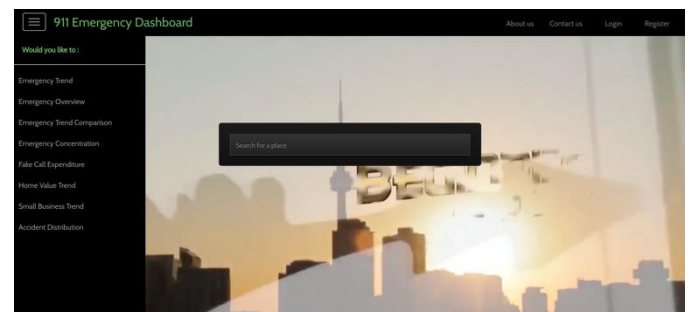 911 Emergency Dashboard
About us
Contact us
Login
Register
Would you like to :
Emergency Trend
Emergency Overview
Emergency Trend Comparison
Emergency Concentration
Fake Call Expenditure
Home Value Trend
Small Business Trend
Accident Distribution
Search for a place